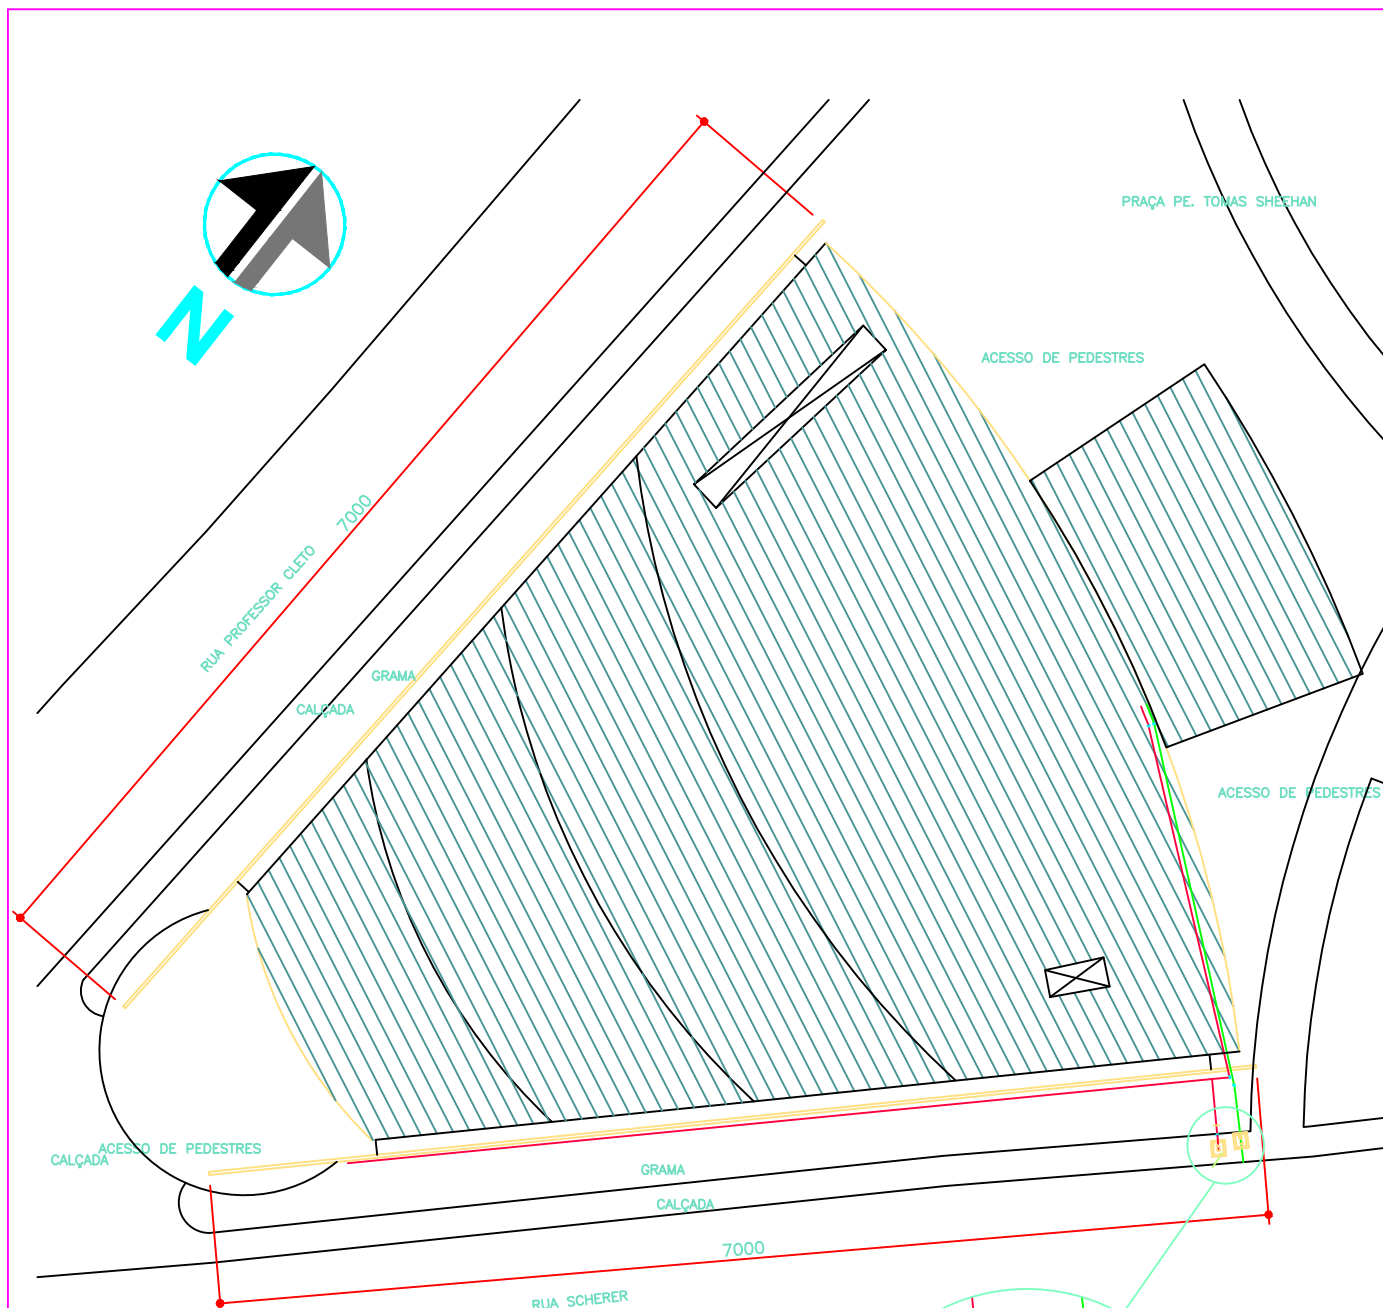 PRAÇA PE. TOMAS SHEEHAN
N
ACESSO DE PEDESTRES
7000
RUA PROFESSOR CLETO
GRAMA
CALÇADA
ACESSO DE PEDESTRES
ACESSO DE PEDESTRES
CALÇADA
GRAMA
CALÇADA
7000
RUA SCHERER